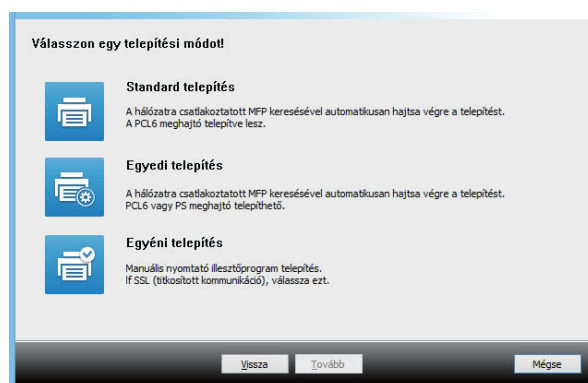 Válasszon egy telepítési módot!
Standard telepítés
A hálózatra csatlakoztatott MFP keresésével automatikusan hajtsa végre a telepítést.
A PCL6 meghajtó telepítve lesz.
Egyedi telepítés
A hálózatra csatlakoztatott MFP keresésével automatikusan hajtsa végre a telepítést.
PCL6 vagy PS meghajtó telepíthető.
Egyéni telepítés
Manuális nyomtató illesztőprogram telepítés.
If SSL (titkosított kommunikáció), válassza ezt.
Vissza Tovább Mégse